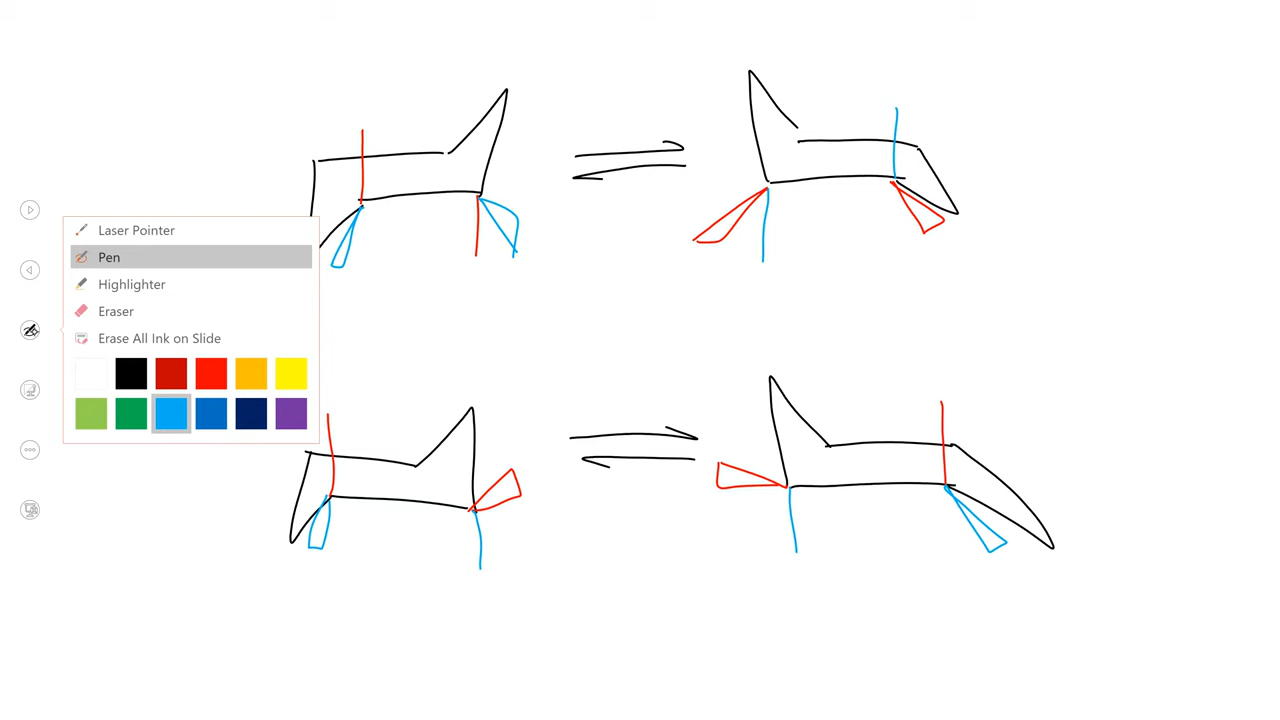 Laser Pointer
Pen
Highlighter
Eraser
Erase All Ink on Slide